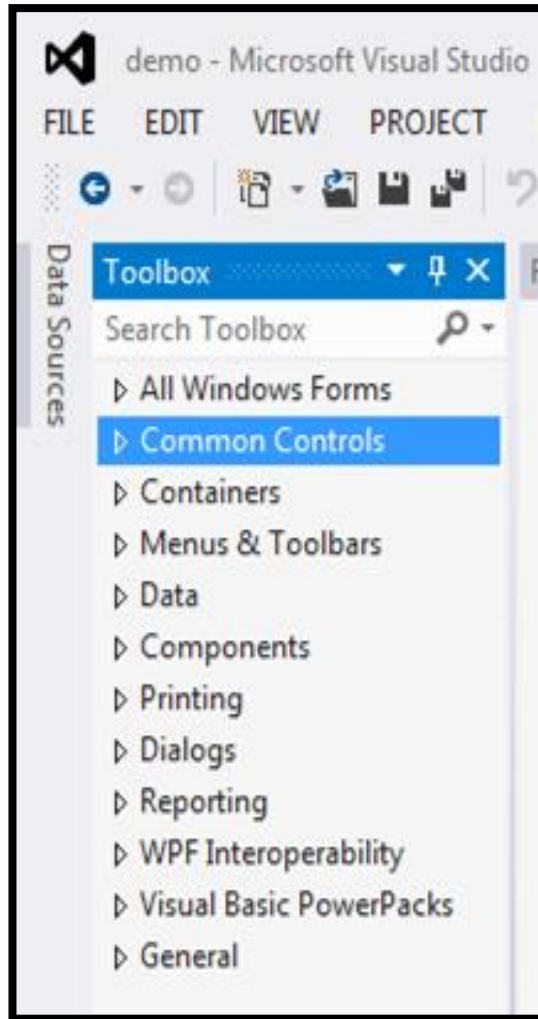 demo - Microsoft Visual Studio
FILE EDIT VIEW PROJECT
Data Sources
Toolbox
Search Toolbox
All Windows Forms
Common Controls
Containers
Menus & Toolbars
Data
Components
Printing
Dialogs
Reporting
WPF Interoperability
Visual Basic PowerPacks
General